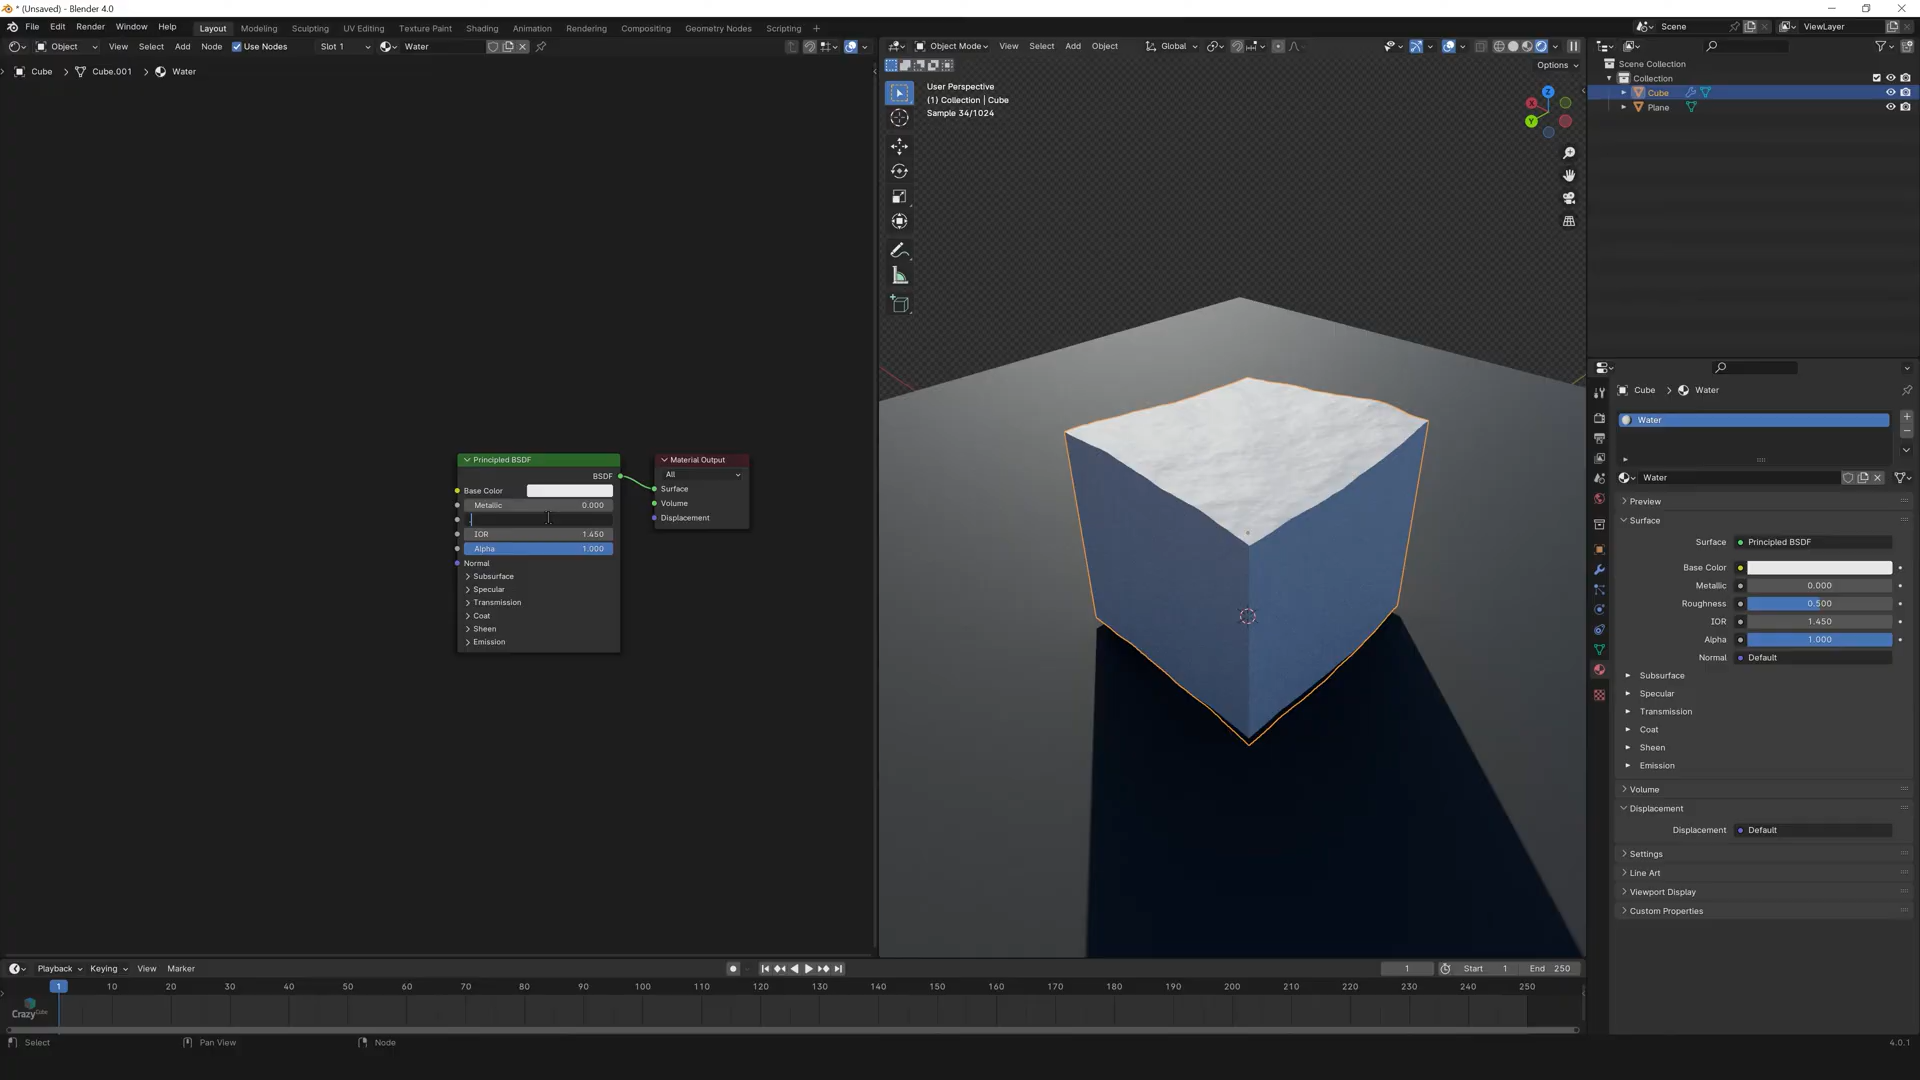 * (Unsaved) - Blender 4.0
File Edit Render Window Help Layout Modeling Sculpting UV Editing Texture Paint Shading Animation Rendering Compositing Geometry Nodes Scripting +
Scene ViewLayer
Object View Select Add Node Use Nodes Slot 1 Water
Object Mode View Select Add Object Global
Options
Cube > Cube.001 > Water
User Perspective
(1) Collection | Cube
Sample 34/1024
Z
X
Y
Scene Collection
Collection
Cube
Plane
Principled BSDF
BSDF
Base Color
Metallic 0.000
IOR 1.450
Alpha 1.000
Normal
Subsurface
Specular
Transmission
Coat
Sheen
Emission
Material Output
All
Surface
Volume
Displacement
Cube > Water
Water
Water
Preview
Surface
Surface Principled BSDF
Base Color
Metallic 0.000
Roughness 0.500
IOR 1.450
Alpha 1.000
Normal Default
Subsurface
Specular
Transmission
Coat
Sheen
Emission
Volume
Displacement
Displacement Default
Settings
Line Art
Viewport Display
Custom Properties
Playback Keying View Marker
1 Start 1 End 250
1 10 20 30 40 50 60 70 80 90 100 110 120 130 140 150 160 170 180 190 200 210 220 230 240 250
CrazyCube
Select Pan View Node
4.0.1